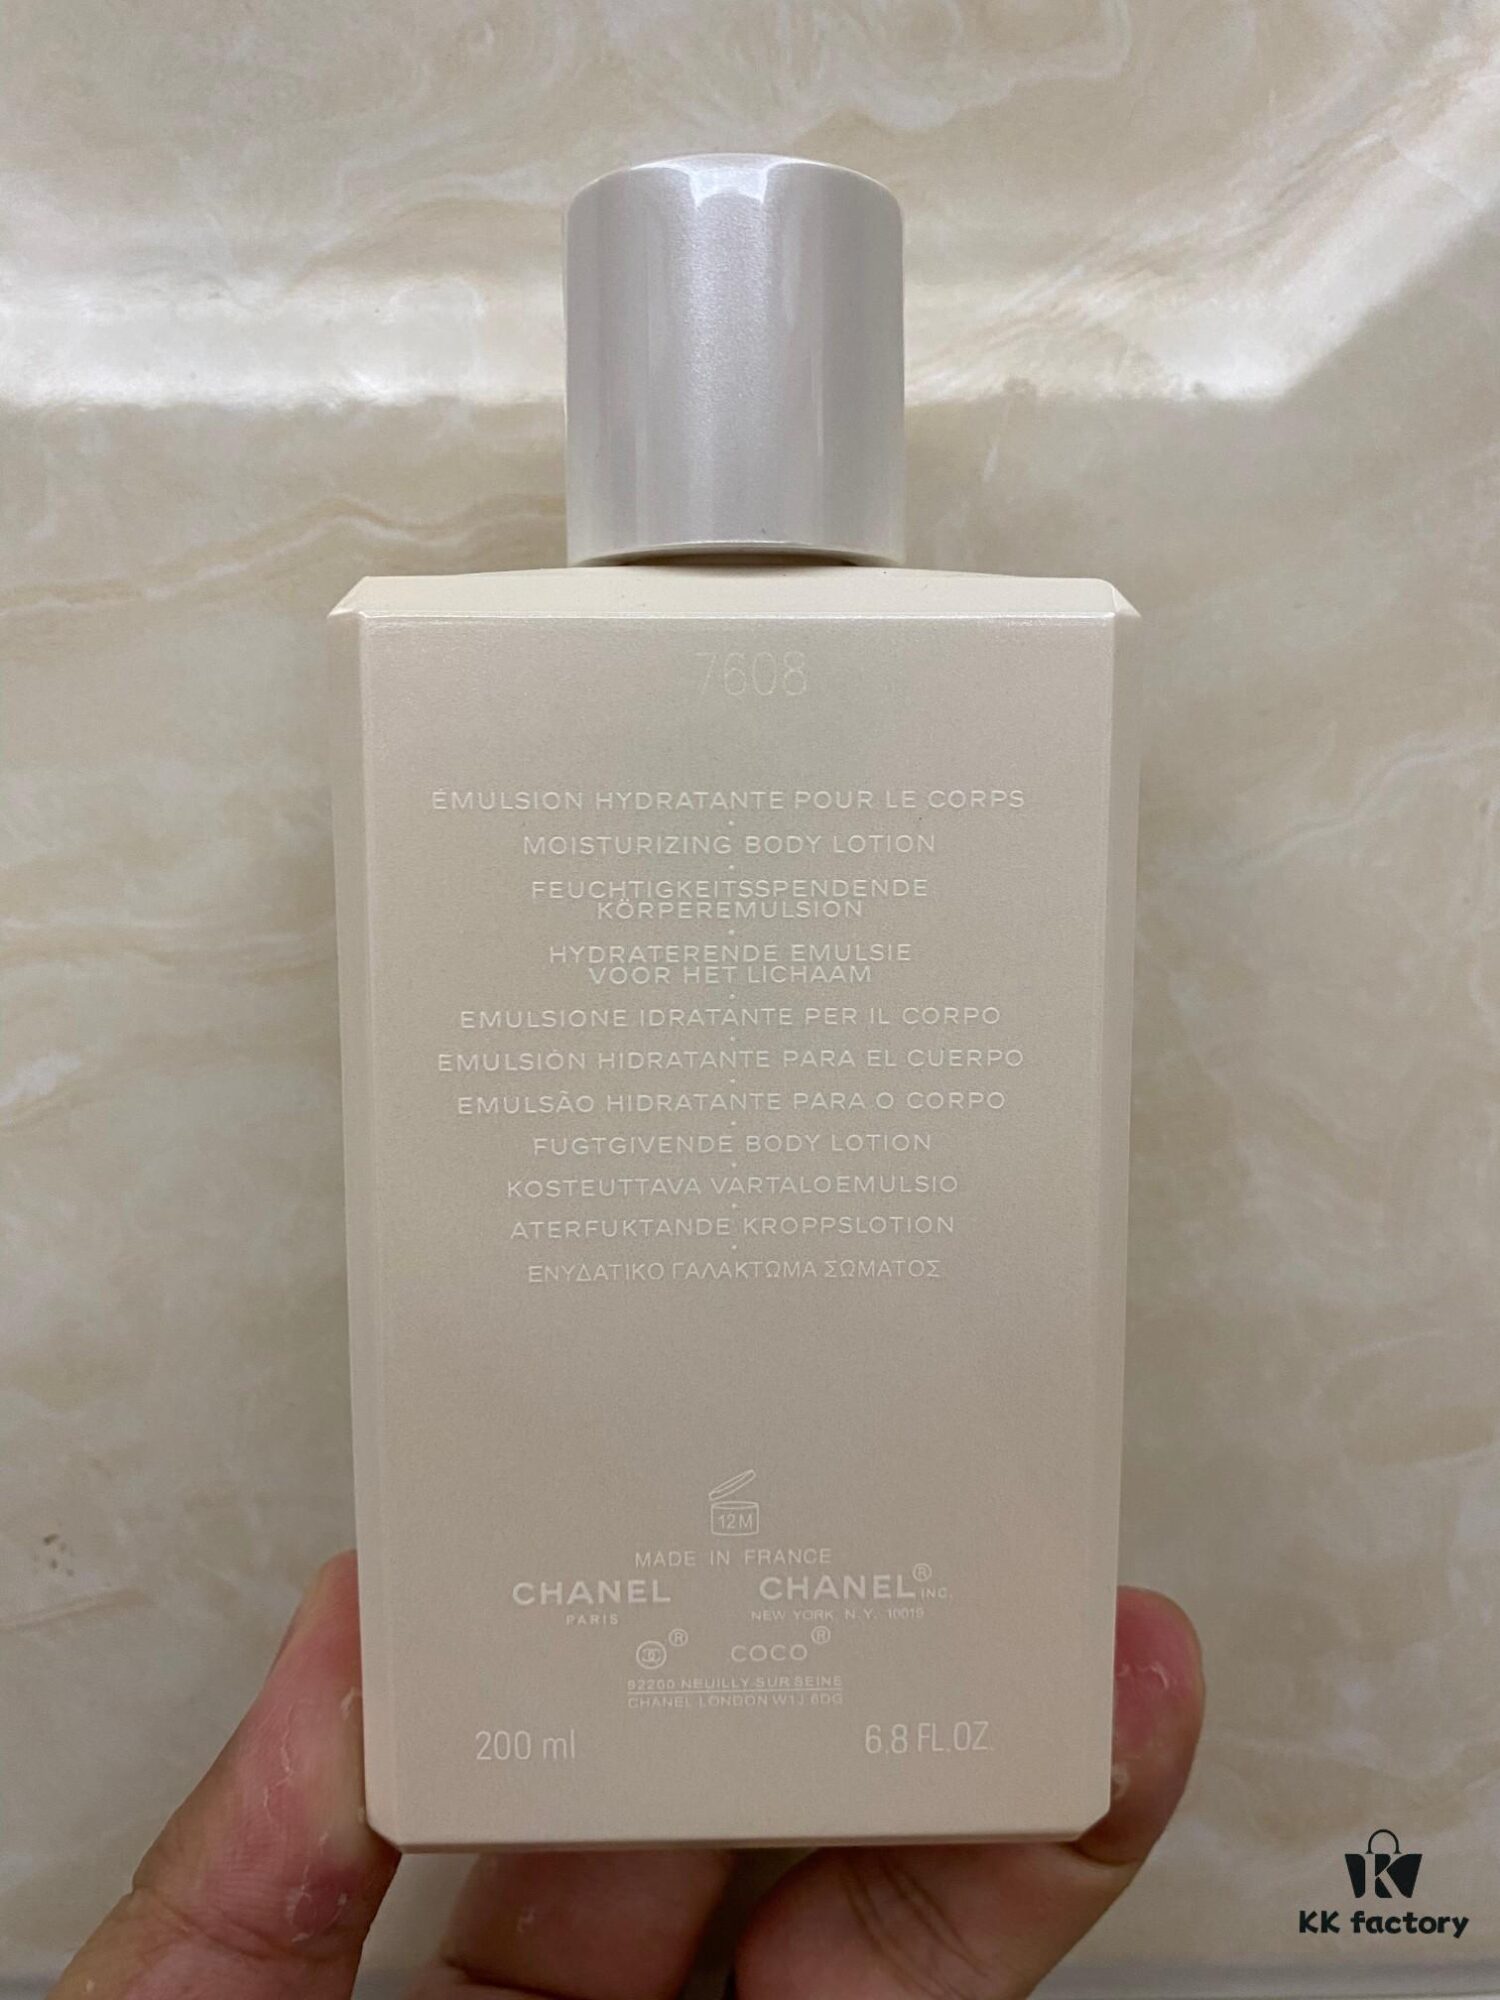 7608
ÉMULSION HYDRATANTE POUR LE CORPS
MOISTURIZING BODY LOTION
FEUCHTIGKEITSSPENDENDE
KÖRPEREMULSION
HYDRATERENDE EMULSIE
VOOR HET LICHAAM
EMULSIONE IDRATANTE PER IL CORPO
EMULSIÓN HIDRATANTE PARA EL CUERPO
EMULSÃO HIDRATANTE PARA O CORPO
FUGTGIVENDE BODY LOTION
KOSTEUTTAVA VARTALOEMULSIO
ATERFUKTANDE KROPPSLOTION
ΕΝΥΔΑΤΙΚΟ ΓΑΛΑΚΤΩΜΑ ΣΩΜΑΤΟΣ
12M
MADE IN FRANCE
CHANEL CHANEL® INC.
PARIS NEW YORK N.Y. 10019
® COCO®
92200 NEUILLY SUR SEINE
CHANEL LONDON W1J 6DG
200 ml 6.8 FL.OZ.
KK factory